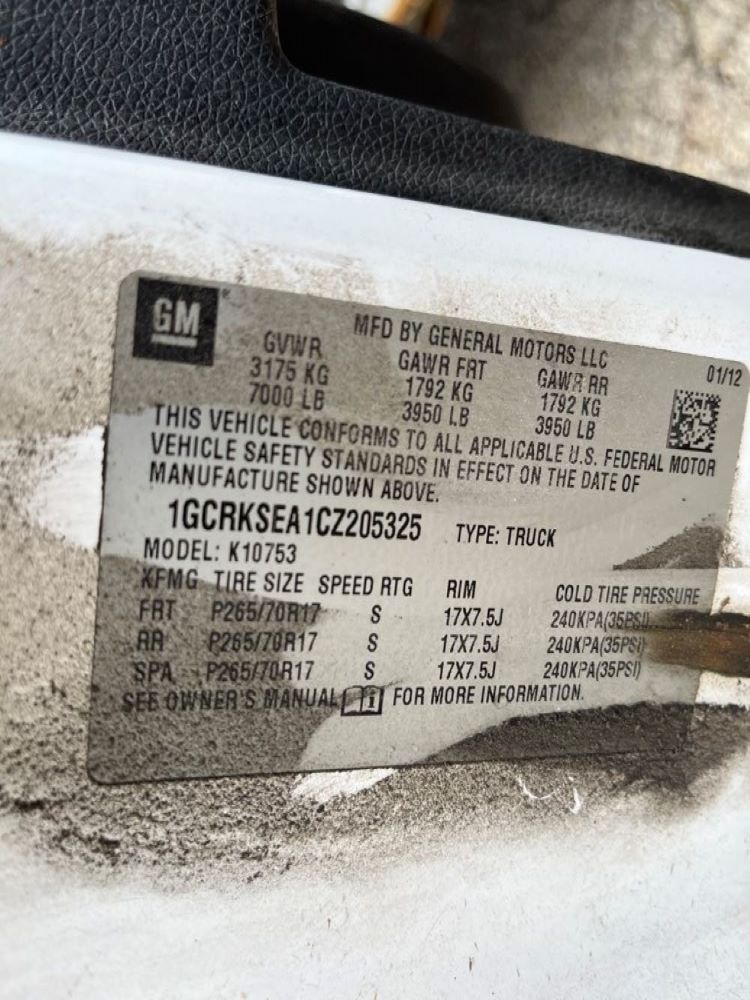 GM
MFD BY GENERAL MOTORS LLC
01/12
GVWR GAWR FRT GAWR RR
3175 KG 1792 KG 1792 KG
7000 LB 3950 LB 3950 LB
THIS VEHICLE CONFORMS TO ALL APPLICABLE U.S. FEDERAL MOTOR
VEHICLE SAFETY STANDARDS IN EFFECT ON THE DATE OF
MANUFACTURE SHOWN ABOVE.
1GCRKSEA1CZ205325 TYPE: TRUCK
MODEL: K10753
XFMG TIRE SIZE SPEED RTG RIM COLD TIRE PRESSURE
FRT P265/70R17 S 17X7.5J 240KPA(35PSI)
RR P265/70R17 S 17X7.5J 240KPA(35PSI)
SPA P265/70R17 S 17X7.5J 240KPA(35PSI)
SEE OWNER'S MANUAL FOR MORE INFORMATION.